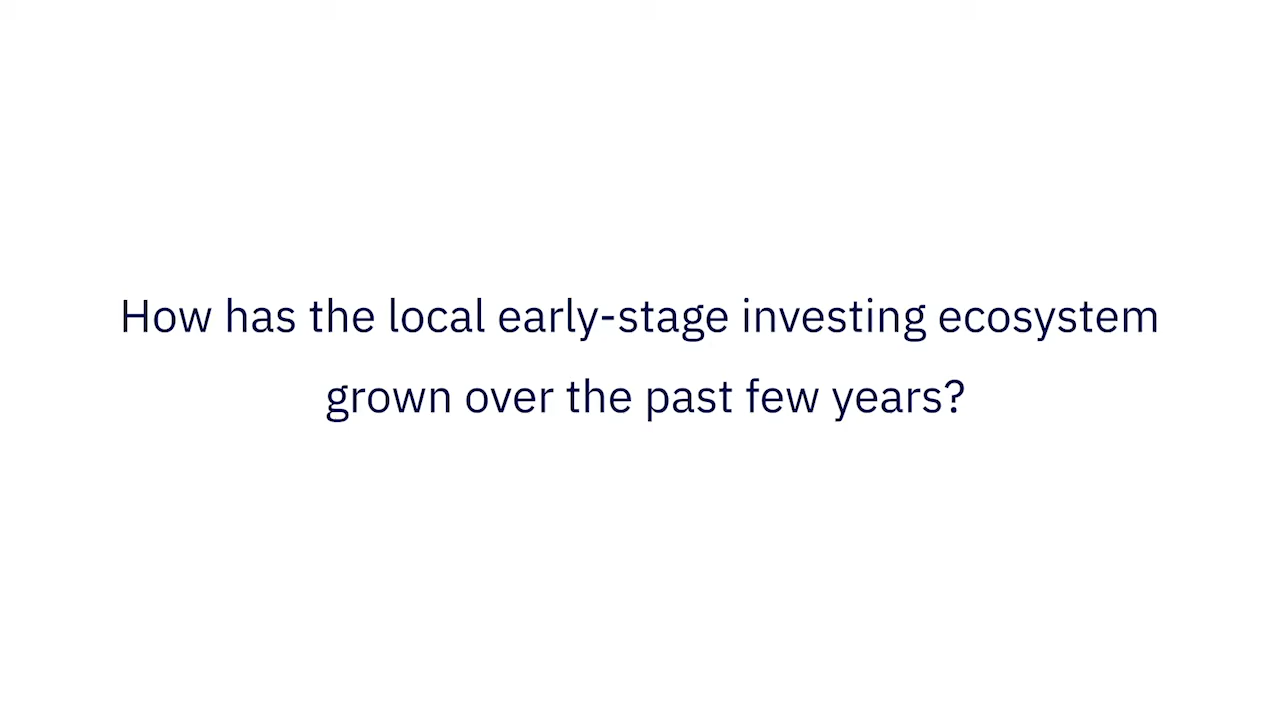 How has the local early-stage investing ecosystem
grown over the past few years?